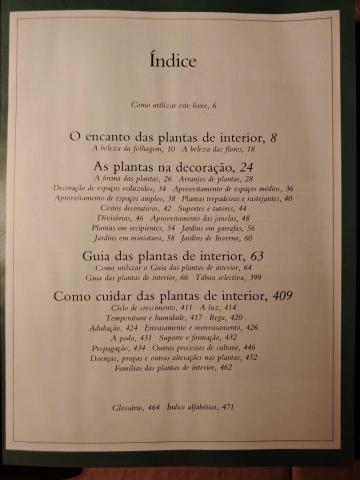 Índice
Como utilizar este livro, 6
O encanto das plantas de interior, 8
A beleza da folhagem, 10 A beleza das flores, 18
As plantas na decoração, 24
A forma das plantas, 26 Arranjos de plantas, 28
Decoração de espaços reduzidos, 34 Aproveitamento de espaços médios, 36
Aproveitamento de espaços amplos, 38 Plantas trepadeiras e rastejantes, 40
Cestos decorativos, 42 Suportes e tutores, 44
Divisórias, 46 Aproveitamento das janelas, 48
Plantas em recipientes, 54 Jardins em garrafas, 56
Jardins em miniatura, 58 Jardins de Inverno, 60
Guia das plantas de interior, 63
Como utilizar o Guia das plantas de interior, 64
Guia das plantas de interior, 66 Tábua selectiva, 399
Como cuidar das plantas de interior, 409
Ciclo de crescimento, 411 A luz, 414
Temperatura e humidade, 417 Rega, 420
Adubação, 424 Envasamento e reenvasamento, 426
A poda, 431 Suporte e formação, 432
Propagação, 434 Outros processos de cultura, 446
Doenças, pragas e outras alterações nas plantas, 452
Famílias das plantas de interior, 462
Glossário, 464 Índice alfabético, 471